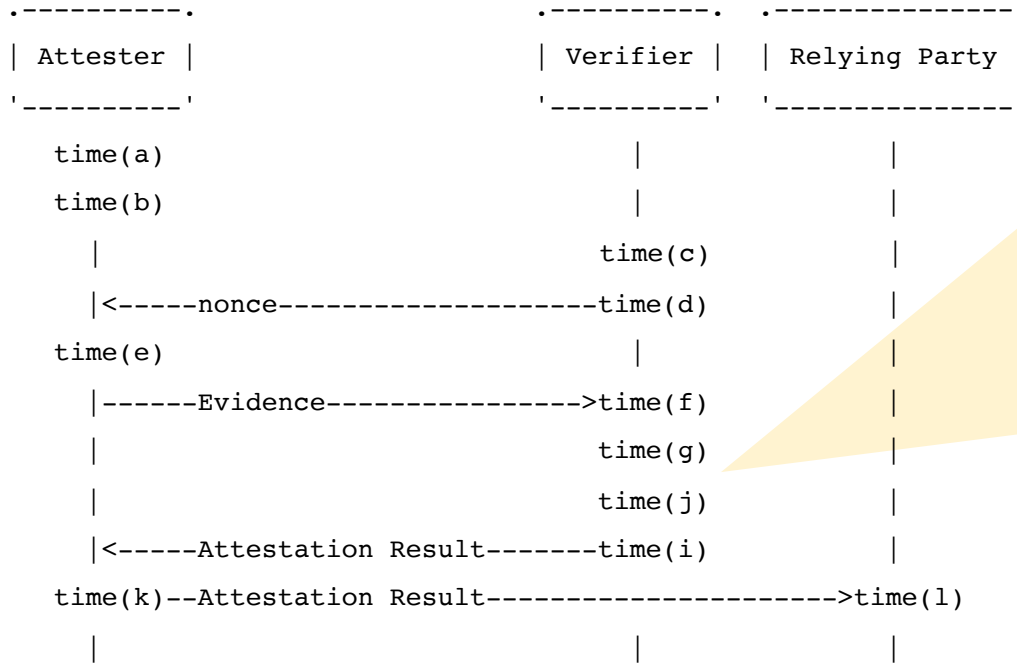 .----------. .----------. .---------------
| Attester | | Verifier | | Relying Party
'----------' '----------' '---------------
time(a) | |
time(b) | |
| time(c) |
|<-----nonce--------------------time(d) |
time(e) | |
|------Evidence---------------->time(f) |
| time(g) |
| time(j) |
|<-----Attestation Result-------time(i) |
time(k)--Attestation Result---------------------->time(l)
| | |